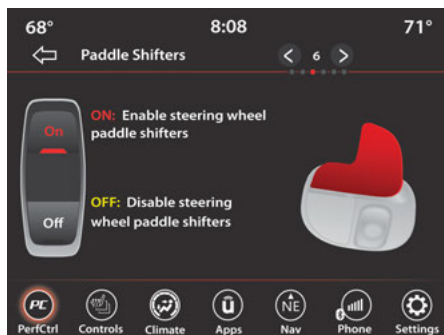 68° 8:08 71°
Paddle Shifters < 6 >
On
ON: Enable steering wheel
paddle shifters
Off
OFF: Disable steering
wheel paddle shifters
PC ū NE
PerfCtrl Controls Climate Apps Nav Phone Settings